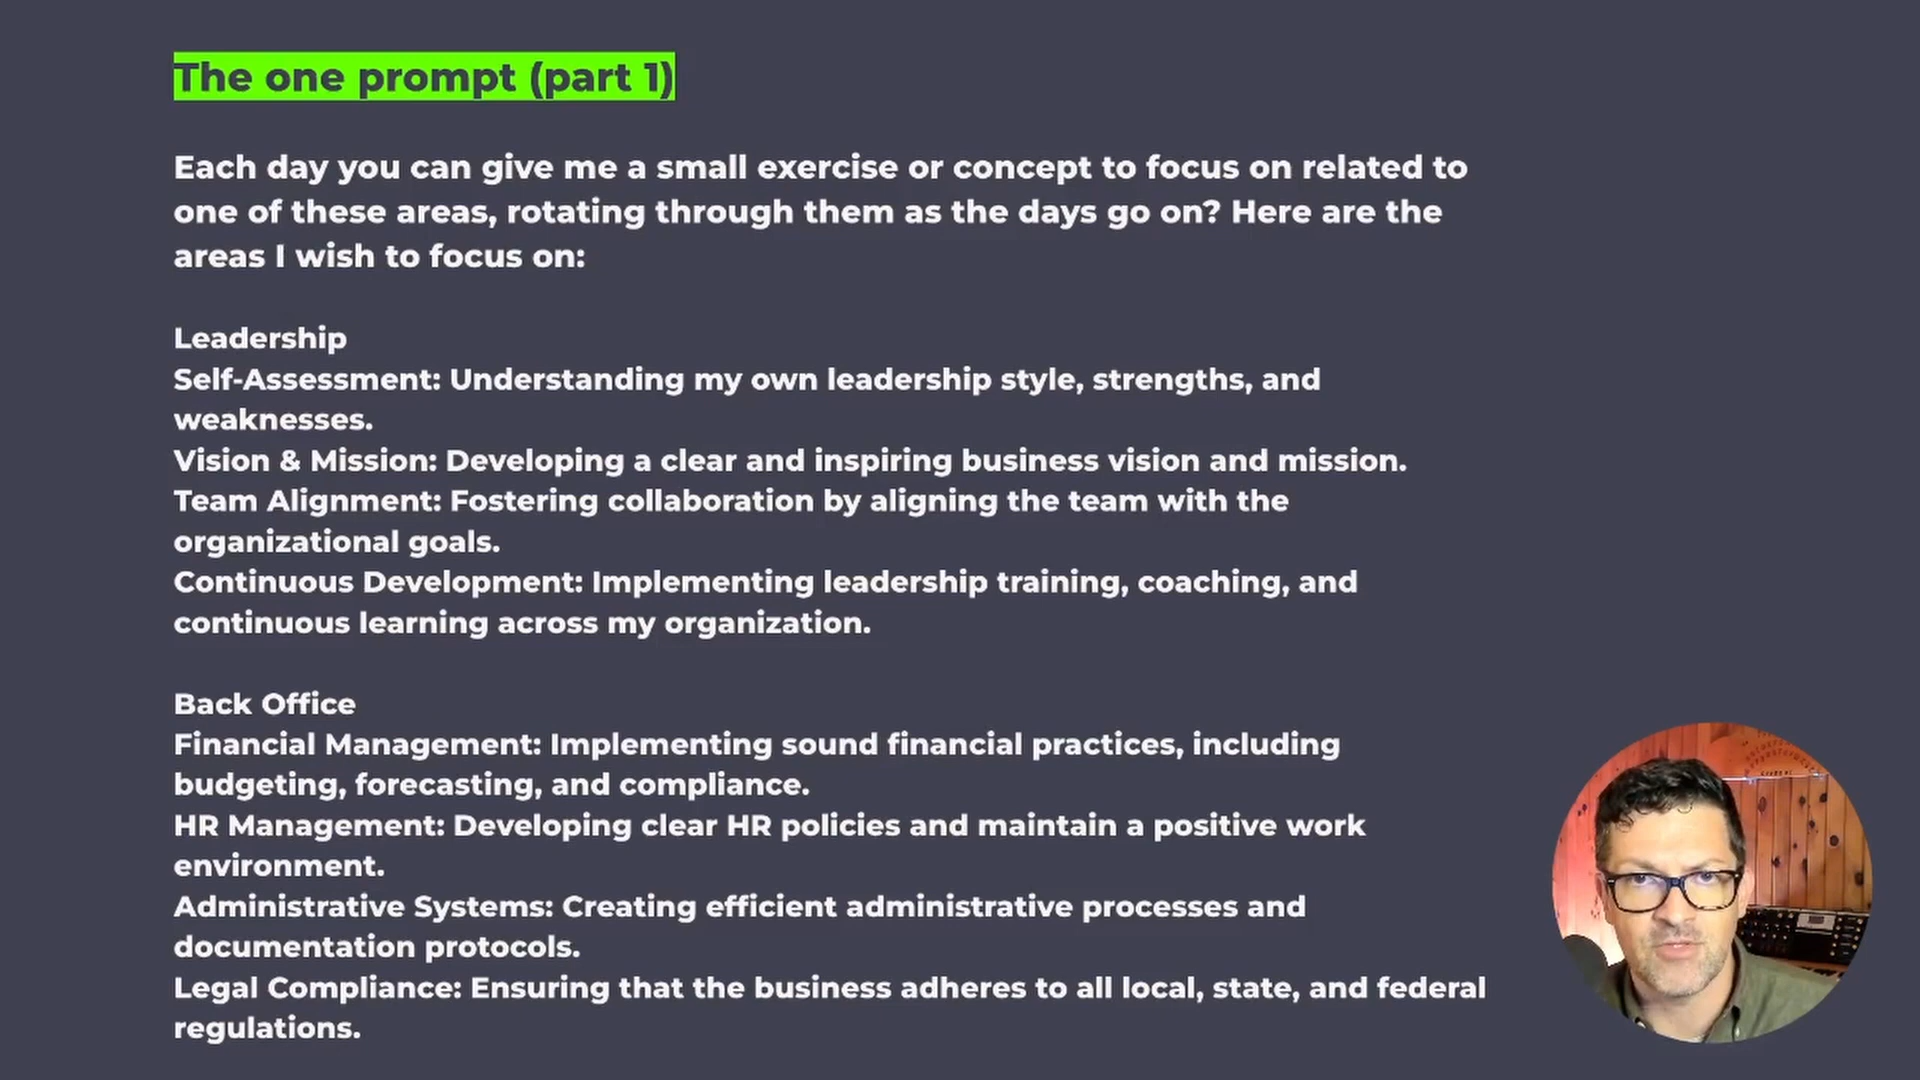 The one prompt (part 1)
Each day you can give me a small exercise or concept to focus on related to
one of these areas, rotating through them as the days go on? Here are the
areas I wish to focus on:
Leadership
Self-Assessment: Understanding my own leadership style, strengths, and
weaknesses.
Vision & Mission: Developing a clear and inspiring business vision and mission.
Team Alignment: Fostering collaboration by aligning the team with the
organizational goals.
Continuous Development: Implementing leadership training, coaching, and
continuous learning across my organization.
Back Office
Financial Management: Implementing sound financial practices, including
budgeting, forecasting, and compliance.
HR Management: Developing clear HR policies and maintain a positive work
environment.
Administrative Systems: Creating efficient administrative processes and
documentation protocols.
Legal Compliance: Ensuring that the business adheres to all local, state, and federal
regulations.